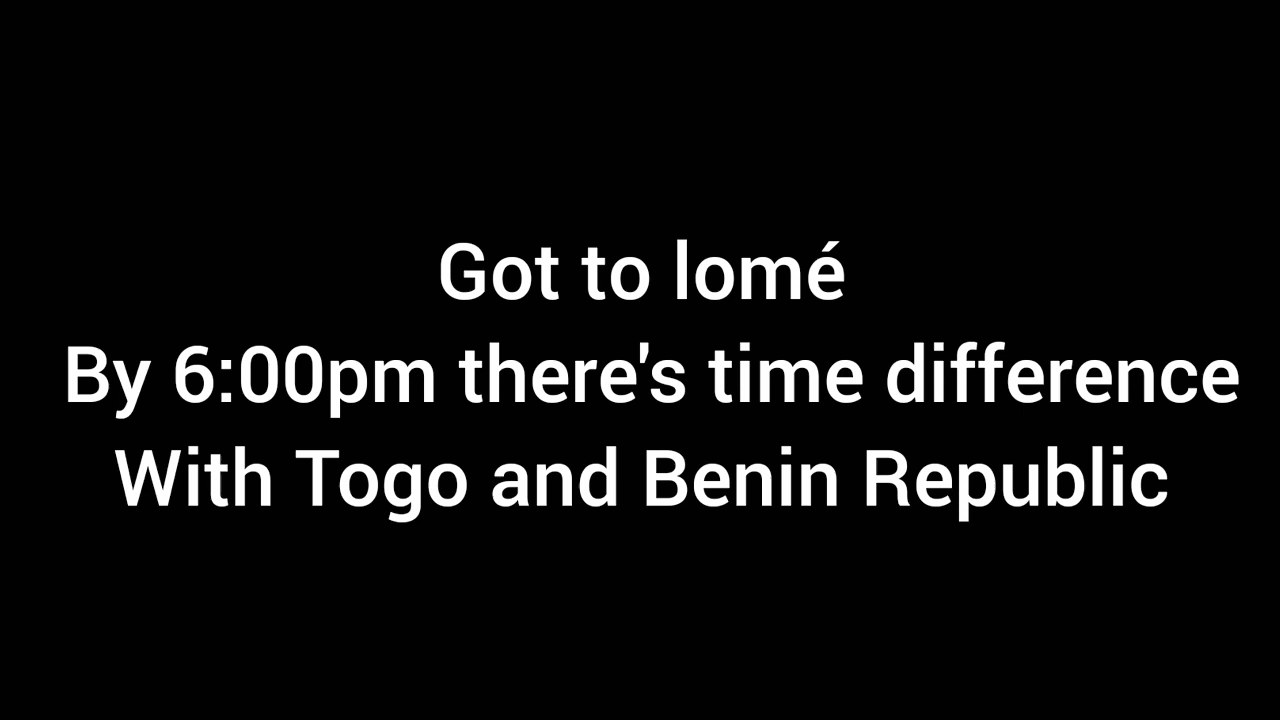 Got to lomé
By 6:00pm there's time difference
With Togo and Benin Republic